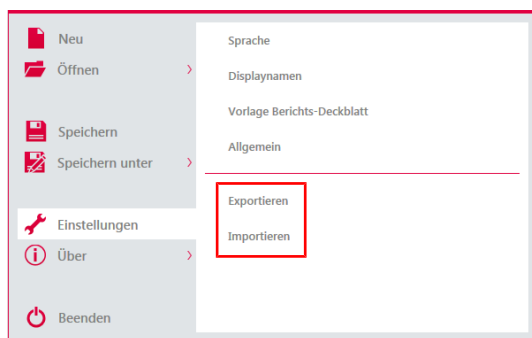 Neu
Öffnen
Speichern
Speichern unter
Einstellungen
Über
Beenden
Sprache
Displaynamen
Vorlage Berichts-Deckblatt
Allgemein
Exportieren
Importieren